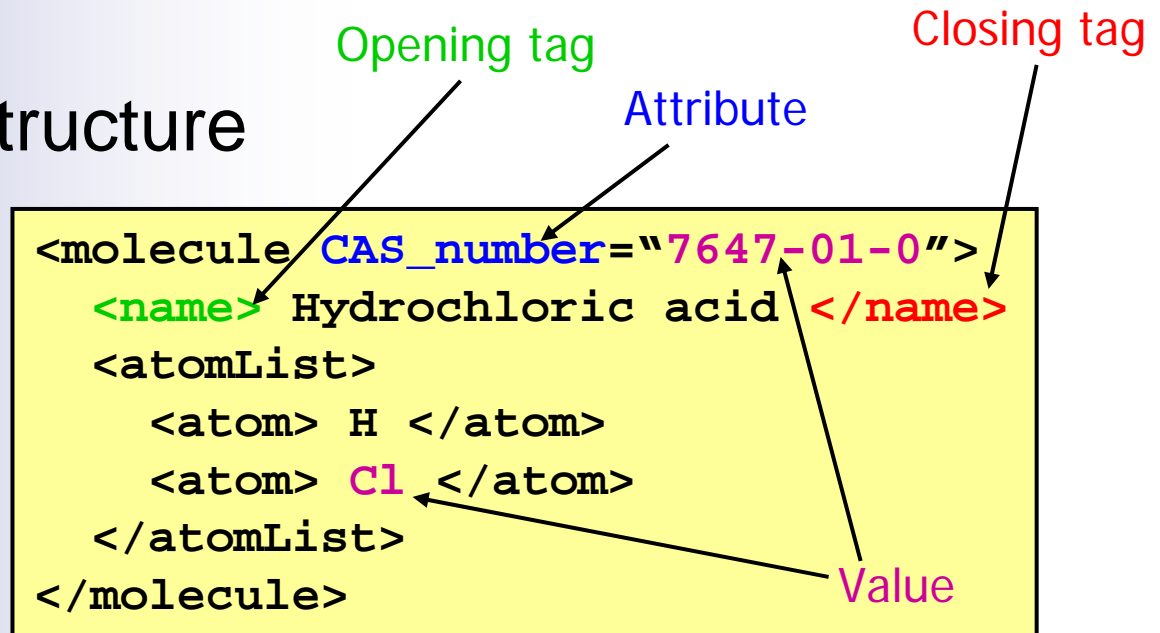 Opening tag
Closing tag
Attribute
tructure
<molecule CAS_number=“7647-01-0”>
<name> Hydrochloric acid </name>
<atomList>
<atom> H </atom>
<atom> Cl </atom>
</atomList>
</molecule>
Value